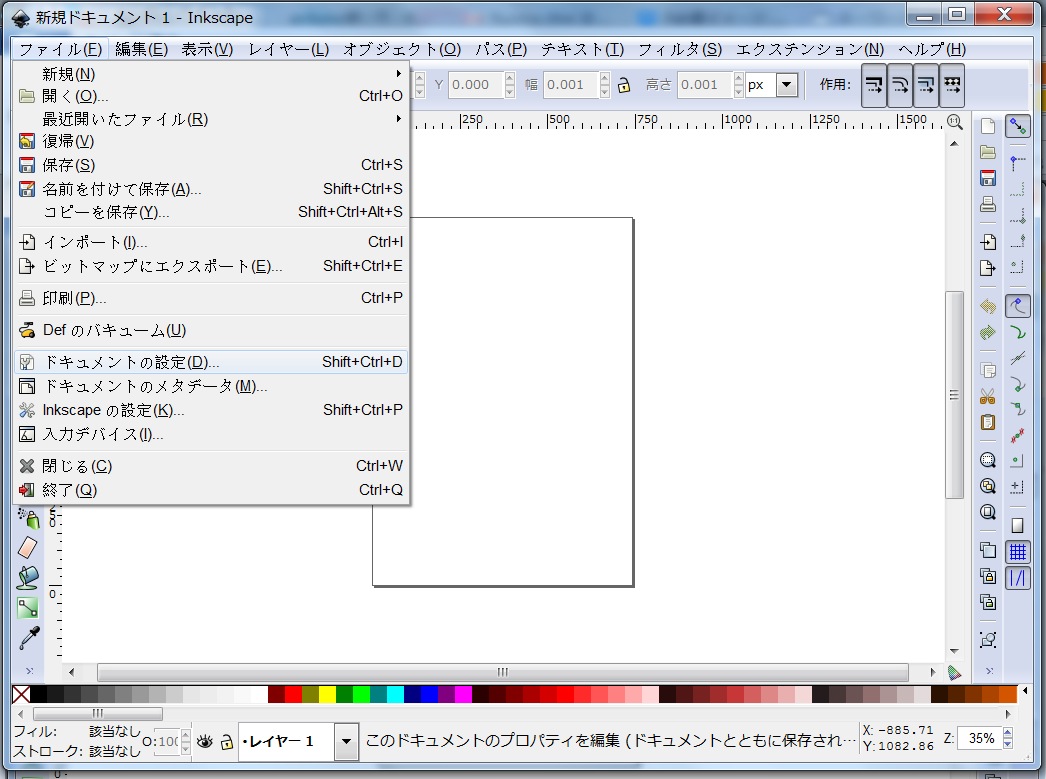 新規ドキュメント 1 - Inkscape
ファイル(F) 編集(E) 表示(V) レイヤー(L) オブジェクト(O) パス(P) テキスト(T) フィルタ(S) エクステンション(N) ヘルプ(H)
Y 0.000 幅 0.001 高さ 0.001 px 作用:
新規(N)
開く(O)... Ctrl+O
最近開いたファイル(R)
復帰(V)
保存(S) Ctrl+S
名前を付けて保存(A)... Shift+Ctrl+S
コピーを保存(Y)... Shift+Ctrl+Alt+S
インポート(I)... Ctrl+I
ビットマップにエクスポート(E)... Shift+Ctrl+E
印刷(P)... Ctrl+P
Def のバキューム(U)
ドキュメントの設定(D)... Shift+Ctrl+D
ドキュメントのメタデータ(M)...
Inkscape の設定(K)... Shift+Ctrl+P
入力デバイス(I)...
閉じる(C) Ctrl+W
終了(Q) Ctrl+Q
250 500 750 1000 1250 1500
0
フィル: 該当なし
ストローク: 該当なし
O: 100
•レイヤー 1
このドキュメントのプロパティを編集 (ドキュメントとともに保存され…
X: -885.71
Y: 1082.86
Z: 35%